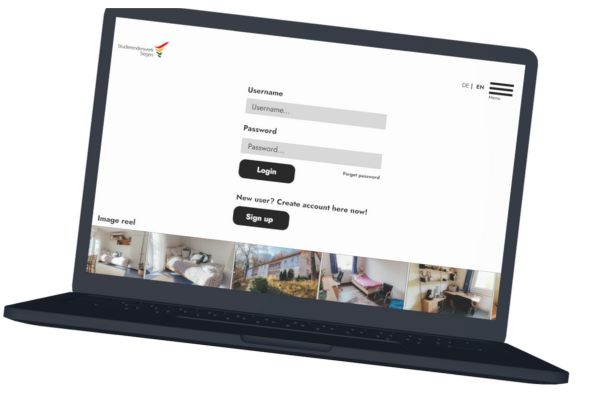 Studierendenwerk
Siegen
DE | EN
Menu
Username
Username...
Password
Password...
Login
Forgot password
New user? Create account here now!
Sign up
Image reel